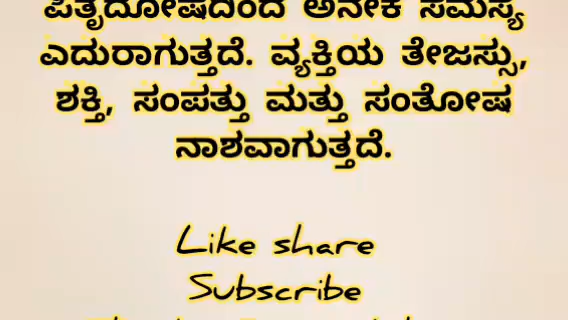 ಪಿತೃದೋಷದಿಂದ ಅನೇಕ ಸಮಸ್ಯೆ
ಎದುರಾಗುತ್ತದೆ. ವ್ಯಕ್ತಿಯ ತೇಜಸ್ಸು,
ಶಕ್ತಿ, ಸಂಪತ್ತು ಮತ್ತು ಸಂತೋಷ
ನಾಶವಾಗುತ್ತದೆ.
Like share
Subscribe